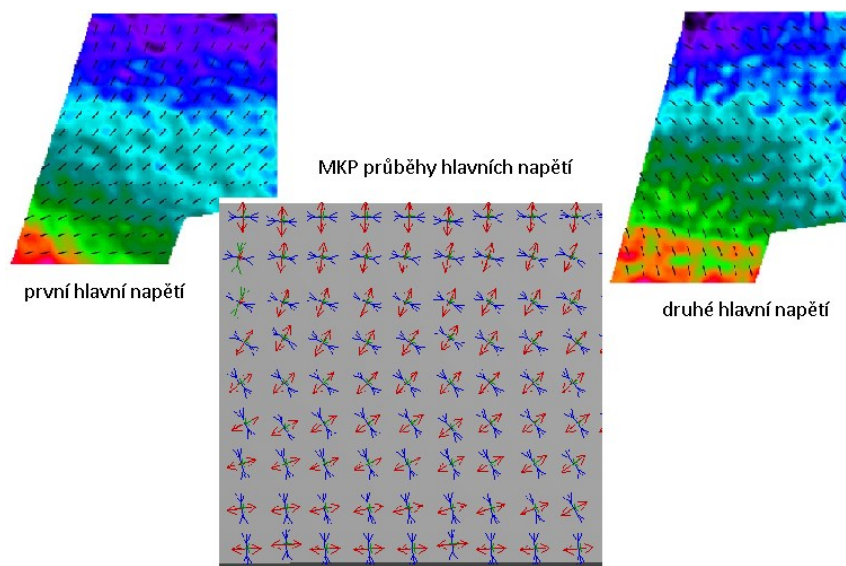 MKP průběhy hlavních napětí
první hlavní napětí
druhé hlavní napětí